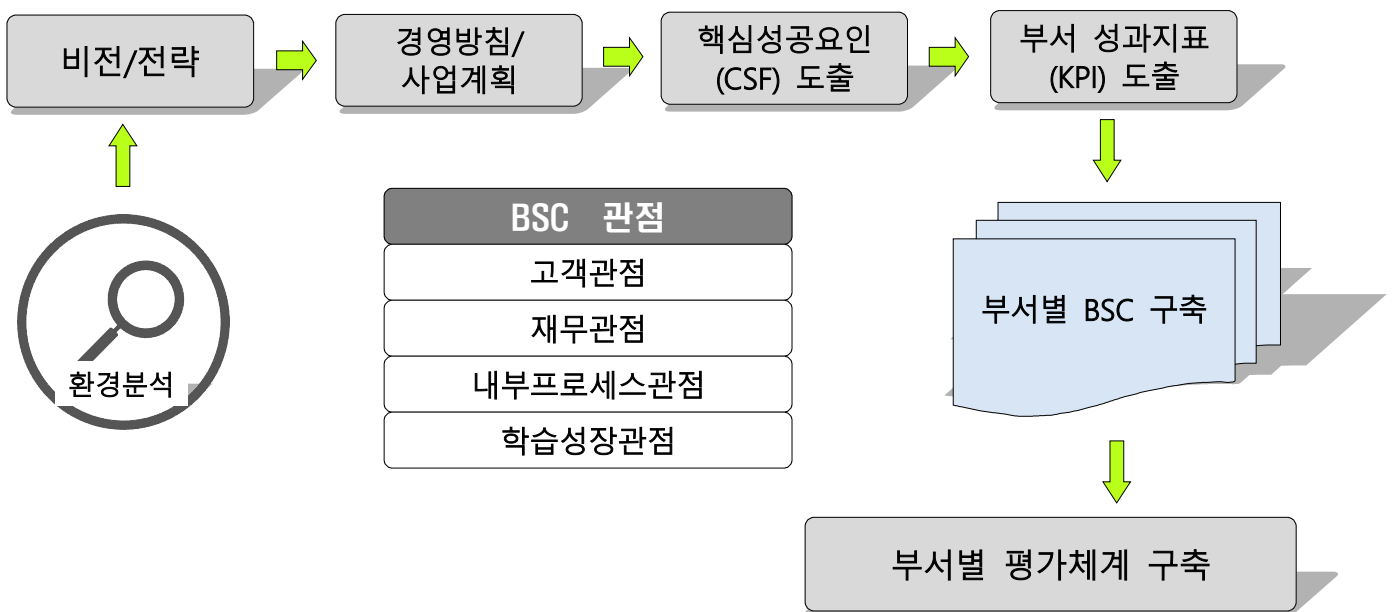 비전/전략
경영방침/
사업계획
핵심성공요인
(CSF) 도출
부서 성과지표
(KPI) 도출
환경분석
BSC 관점
고객관점
재무관점
내부프로세스관점
학습성장관점
부서별 BSC 구축
부서별 평가체계 구축